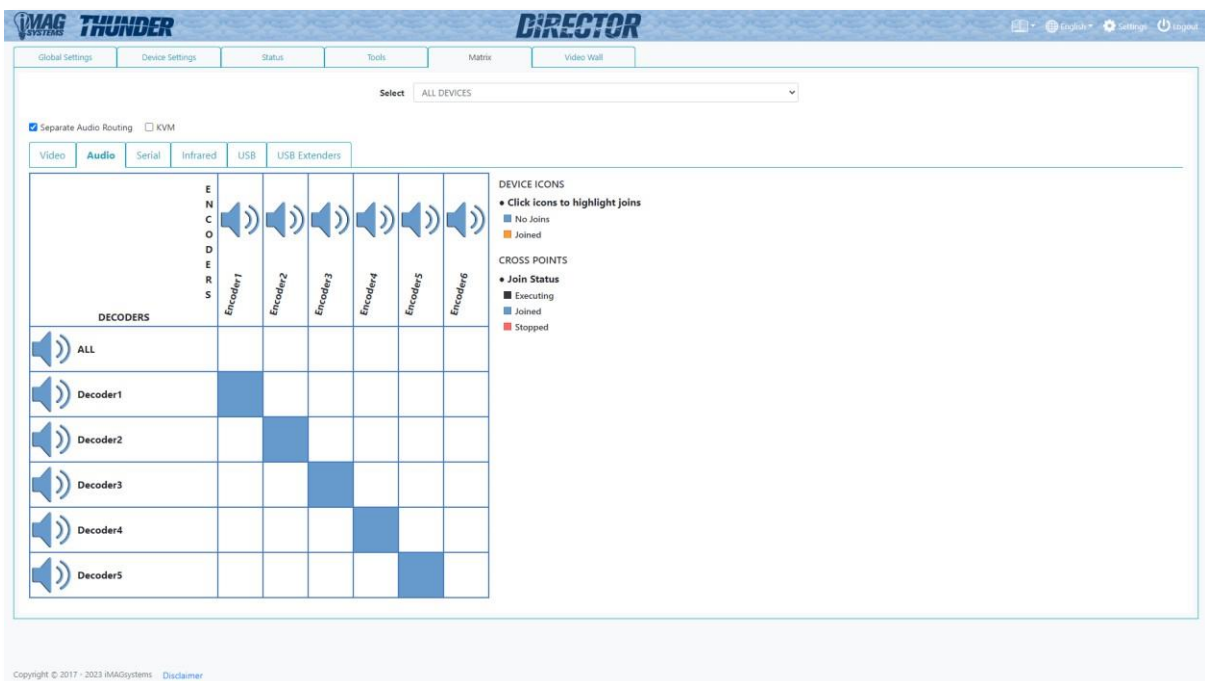 iMAG SYSTEMS THUNDER DiRECTOR English Settings Logout
Global Settings Device Settings Status Tools Matrix Video Wall
Select ALL DEVICES
Separate Audio Routing KVM
Video Audio Serial Infrared USB USB Extenders
ENCODERS
Encoder1 Encoder2 Encoder3 Encoder4 Encoder5 Encoder6
DECODERS
ALL
Decoder1
Decoder2
Decoder3
Decoder4
Decoder5
DEVICE ICONS
• Click icons to highlight joins
No Joins
Joined
CROSS POINTS
• Join Status
Executing
Joined
Stopped
Copyright © 2017 - 2023 iMAGsystems Disclaimer